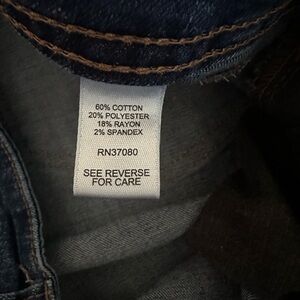 60% COTTON
20% POLYESTER
18% RAYON
2% SPANDEX
RN37080
SEE REVERSE
FOR CARE